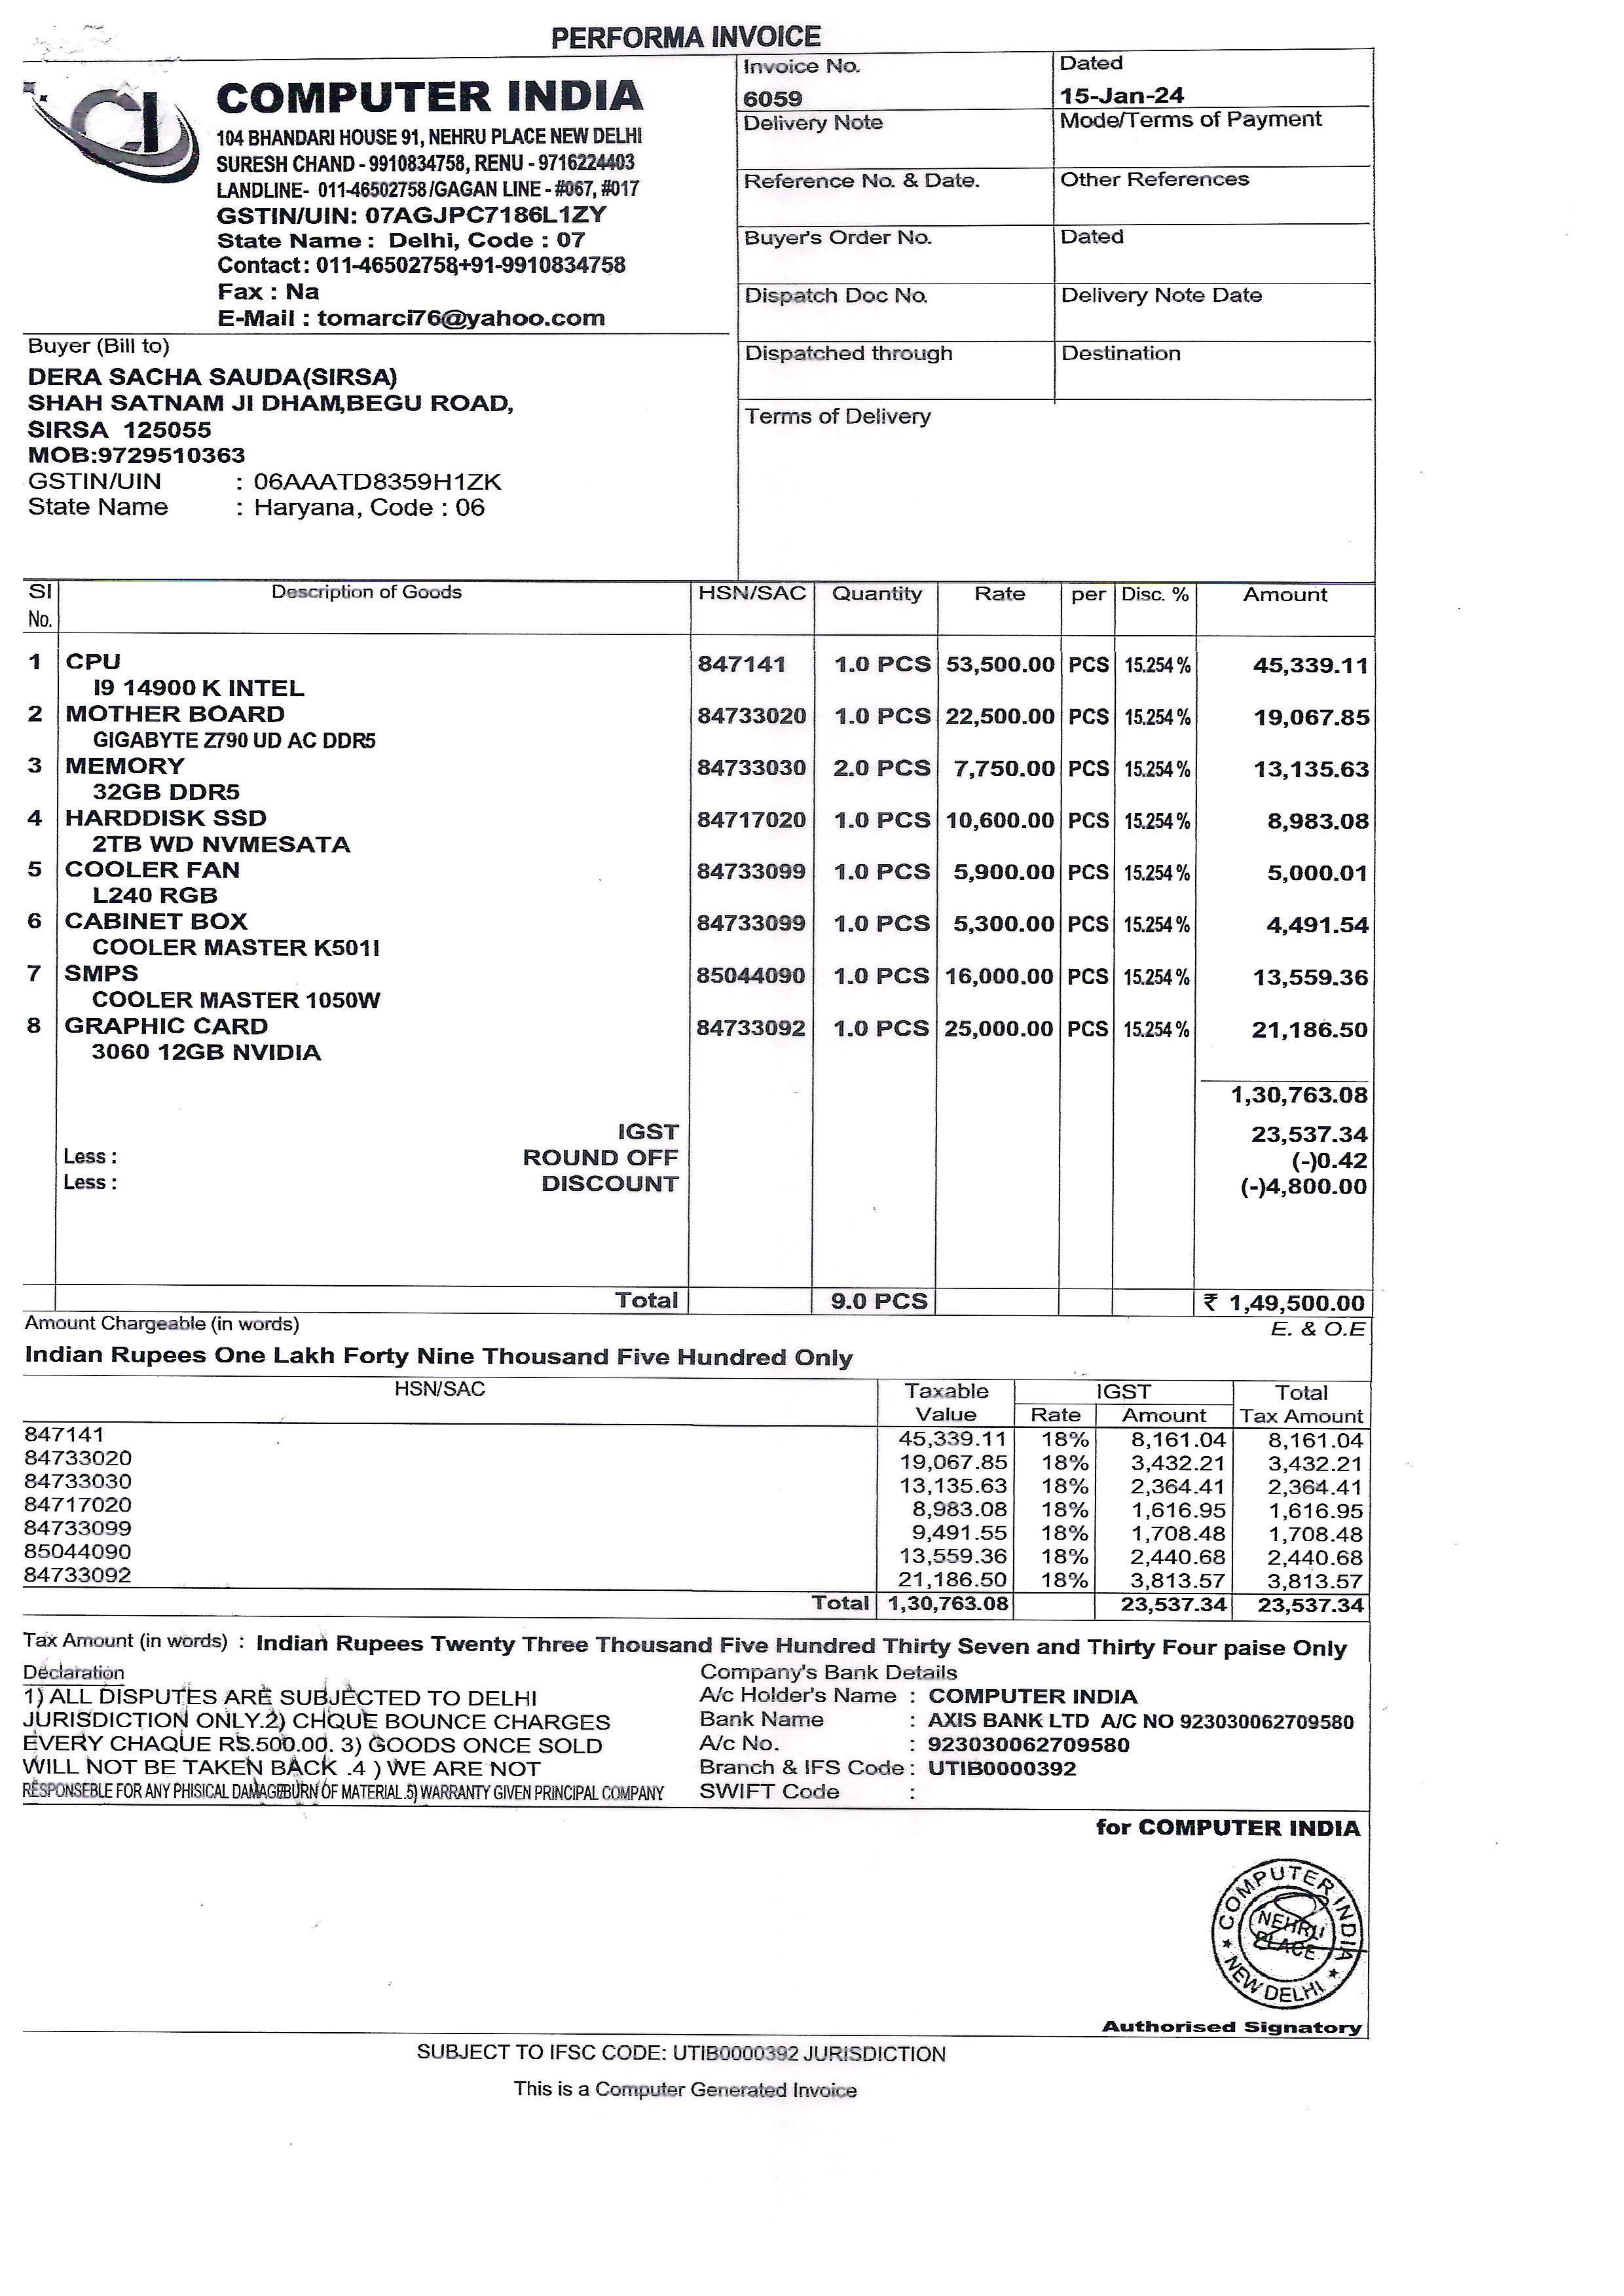 PERFORMA INVOICE
CI
COMPUTER INDIA
104 BHANDARI HOUSE 91, NEHRU PLACE NEW DELHI
SURESH CHAND - 9910834758, RENU - 9716224403
LANDLINE- 011-46502758/GAGAN LINE - #067, #017
GSTIN/UIN: 07AGJPC7186L1ZY
State Name : Delhi, Code : 07
Contact : 011-46502758,+91-9910834758
Fax : Na
E-Mail : tomarci76@yahoo.com
Invoice No. Dated
6059 15-Jan-24
Delivery Note Mode/Terms of Payment
Reference No. & Date. Other References
Buyer's Order No. Dated
Dispatch Doc No. Delivery Note Date
Dispatched through Destination
Terms of Delivery
Buyer (Bill to)
DERA SACHA SAUDA(SIRSA)
SHAH SATNAM JI DHAM,BEGU ROAD,
SIRSA 125055
MOB:9729510363
GSTIN/UIN : 06AAATD8359H1ZK
State Name : Haryana, Code : 06
SI Description of Goods HSN/SAC Quantity Rate per Disc. % Amount
No.
1 CPU 847141 1.0 PCS 53,500.00 PCS 15.254 % 45,339.11
I9 14900 K INTEL
2 MOTHER BOARD 84733020 1.0 PCS 22,500.00 PCS 15.254 % 19,067.85
GIGABYTE Z790 UD AC DDR5
3 MEMORY 84733030 2.0 PCS 7,750.00 PCS 15.254 % 13,135.63
32GB DDR5
4 HARDDISK SSD 84717020 1.0 PCS 10,600.00 PCS 15.254 % 8,983.08
2TB WD NVMESATA
5 COOLER FAN 84733099 1.0 PCS 5,900.00 PCS 15.254 % 5,000.01
L240 RGB
6 CABINET BOX 84733099 1.0 PCS 5,300.00 PCS 15.254 % 4,491.54
COOLER MASTER K501I
7 SMPS 85044090 1.0 PCS 16,000.00 PCS 15.254 % 13,559.36
COOLER MASTER 1050W
8 GRAPHIC CARD 84733092 1.0 PCS 25,000.00 PCS 15.254 % 21,186.50
3060 12GB NVIDIA
1,30,763.08
IGST 23,537.34
Less : ROUND OFF (-)0.42
Less : DISCOUNT (-)4,800.00
Total 9.0 PCS ₹ 1,49,500.00
Amount Chargeable (in words) E. & O.E
Indian Rupees One Lakh Forty Nine Thousand Five Hundred Only
HSN/SAC Taxable IGST Total
Value Rate Amount Tax Amount
847141 45,339.11 18% 8,161.04 8,161.04
84733020 19,067.85 18% 3,432.21 3,432.21
84733030 13,135.63 18% 2,364.41 2,364.41
84717020 8,983.08 18% 1,616.95 1,616.95
84733099 9,491.55 18% 1,708.48 1,708.48
85044090 13,559.36 18% 2,440.68 2,440.68
84733092 21,186.50 18% 3,813.57 3,813.57
Total 1,30,763.08 23,537.34 23,537.34
Tax Amount (in words) : Indian Rupees Twenty Three Thousand Five Hundred Thirty Seven and Thirty Four paise Only
Declaration
1) ALL DISPUTES ARE SUBJECTED TO DELHI
JURISDICTION ONLY.2) CHQUE BOUNCE CHARGES
EVERY CHAQUE RS.500.00. 3) GOODS ONCE SOLD
WILL NOT BE TAKEN BACK .4 ) WE ARE NOT
RESPONSEBLE FOR ANY PHISICAL DAMAGEBURN OF MATERIAL.5) WARRANTY GIVEN PRINCIPAL COMPANY
Company's Bank Details
A/c Holder's Name : COMPUTER INDIA
Bank Name : AXIS BANK LTD A/C NO 923030062709580
A/c No. : 923030062709580
Branch & IFS Code : UTIB0000392
SWIFT Code :
for COMPUTER INDIA
COMPUTER INDIA
NEHRU
PLACE
NEW DELHI
Authorised Signatory
SUBJECT TO IFSC CODE: UTIB0000392 JURISDICTION
This is a Computer Generated Invoice